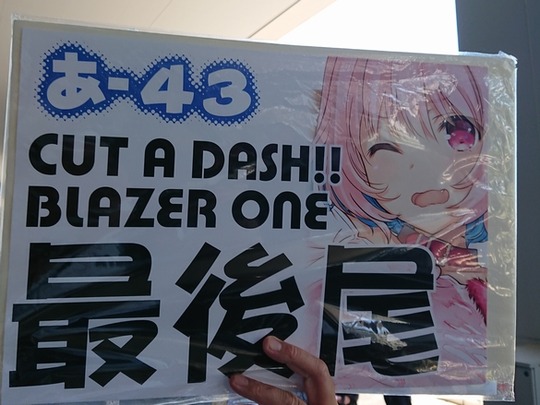 あ-43
CUT A DASH!!
BLAZER ONE
最後尾